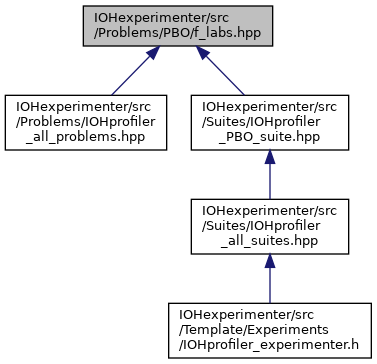 IOHexperimenter/src
/Problems/PBO/f_labs.hpp
IOHexperimenter/src
/Problems/IOHprofiler
_all_problems.hpp
IOHexperimenter/src
/Suites/IOHprofiler
_PBO_suite.hpp
IOHexperimenter/src
/Suites/IOHprofiler
_all_suites.hpp
IOHexperimenter/src
/Template/Experiments
/IOHprofiler_experimenter.h